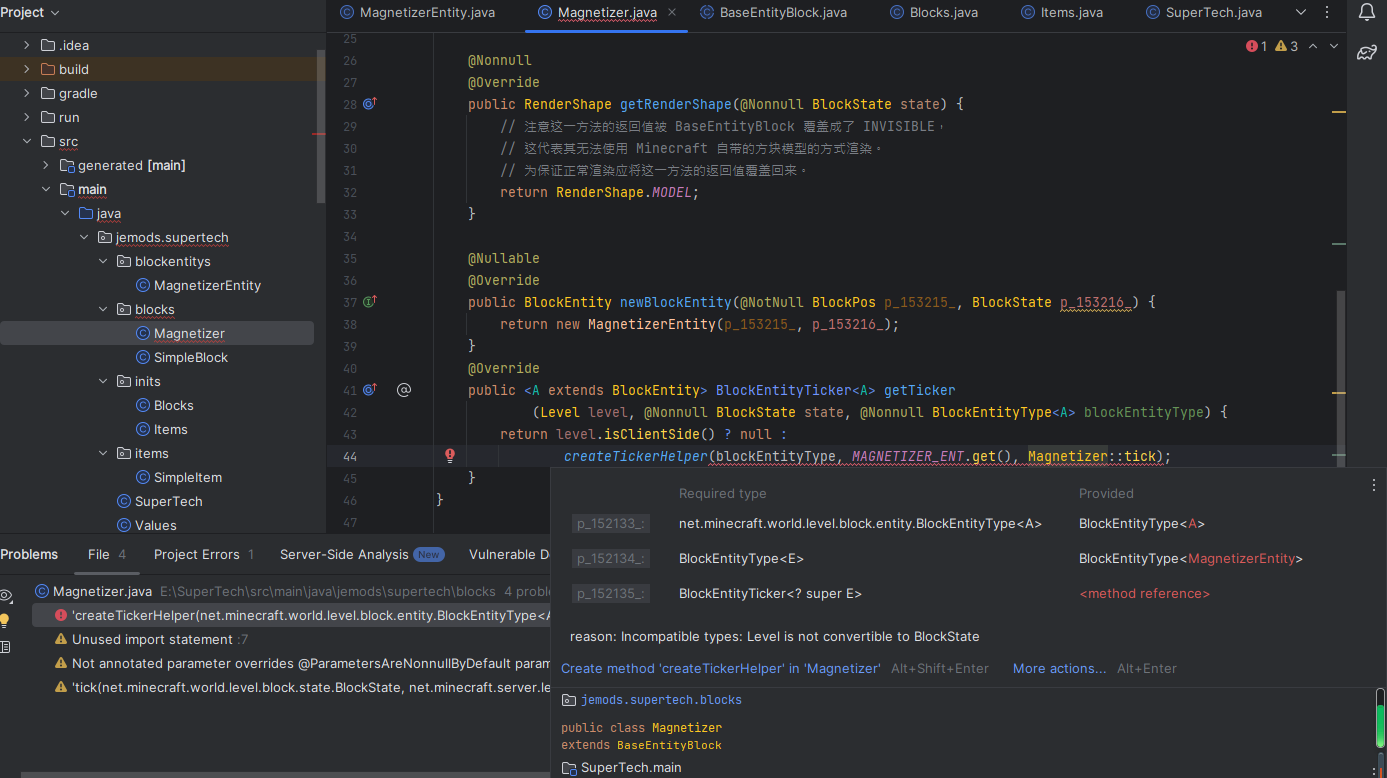 Project
MagnetizerEntity.java
Magnetizer.java
BaseEntityBlock.java
Blocks.java
Items.java
SuperTech.java
.idea
build
gradle
run
src
generated [main]
main
java
jemods.supertech
blockentitys
MagnetizerEntity
blocks
Magnetizer
SimpleBlock
inits
Blocks
Items
items
SimpleItem
SuperTech
Values
1 3
25
26 @Nonnull
27 @Override
28 public RenderShape getRenderShape(@Nonnull BlockState state) {
29 // 注意这一方法的返回值被 BaseEntityBlock 覆盖成了 INVISIBLE，
30 // 这代表其无法使用 Minecraft 自带的方块模型的方式渲染。
31 // 为保证正常渲染应将这一方法的返回值覆盖回来。
32 return RenderShape.MODEL;
33 }
34
35 @Nullable
36 @Override
37 public BlockEntity newBlockEntity(@NotNull BlockPos p_153215_, BlockState p_153216_) {
38 return new MagnetizerEntity(p_153215_, p_153216_);
39 }
40 @Override
41 @ public <A extends BlockEntity> BlockEntityTicker<A> getTicker
42 (Level level, @Nonnull BlockState state, @Nonnull BlockEntityType<A> blockEntityType) {
43 return level.isClientSide() ? null :
44 createTickerHelper(blockEntityType, MAGNETIZER_ENT.get(), Magnetizer::tick);
45 }
46 }
47
Required type Provided
p_152133_: net.minecraft.world.level.block.entity.BlockEntityType<A> BlockEntityType<A>
p_152134_: BlockEntityType<E> BlockEntityType<MagnetizerEntity>
p_152135_: BlockEntityTicker<? super E> <method reference>
reason: Incompatible types: Level is not convertible to BlockState
Create method 'createTickerHelper' in 'Magnetizer' Alt+Shift+Enter More actions... Alt+Enter
jemods.supertech.blocks
public class Magnetizer
extends BaseEntityBlock
SuperTech.main
Problems File 4 Project Errors 1 Server-Side Analysis New Vulnerable D
Magnetizer.java E:\SuperTech\src\main\java\jemods\supertech\blocks 4 proble
'createTickerHelper(net.minecraft.world.level.block.entity.BlockEntityType<A
Unused import statement :7
Not annotated parameter overrides @ParametersAreNonnullByDefault param
'tick(net.minecraft.world.level.block.state.BlockState, net.minecraft.server.le